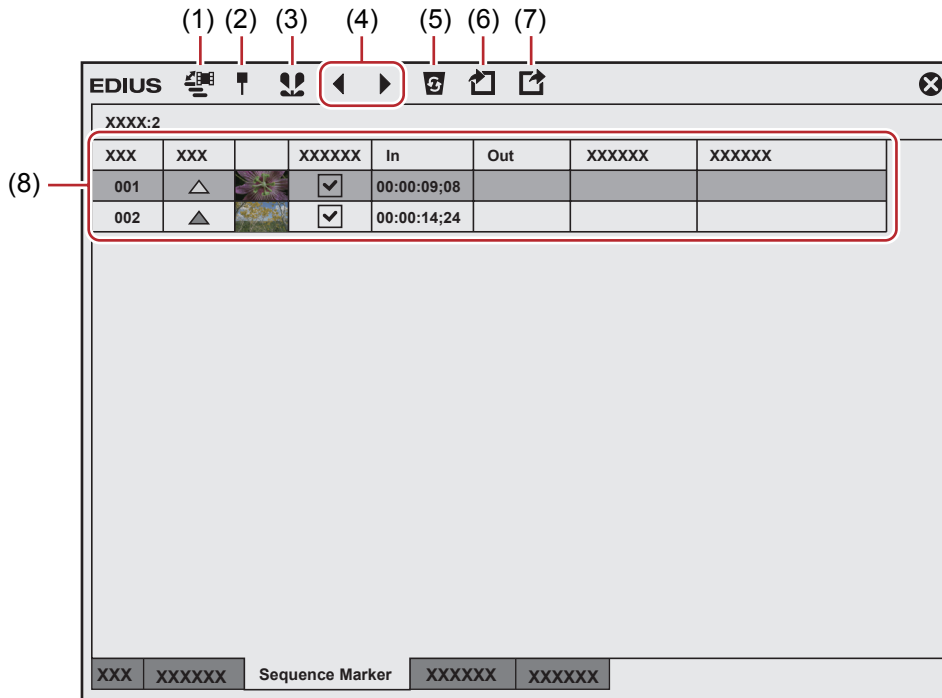 (1) (2) (3) (4) (5) (6) (7)
EDIUS
XXXX:2
XXX XXX XXXXXX In Out XXXXXX XXXXXX
(8)
001 00:00:09;08
002 00:00:14;24
XXX XXXXXX Sequence Marker XXXXXX XXXXXX